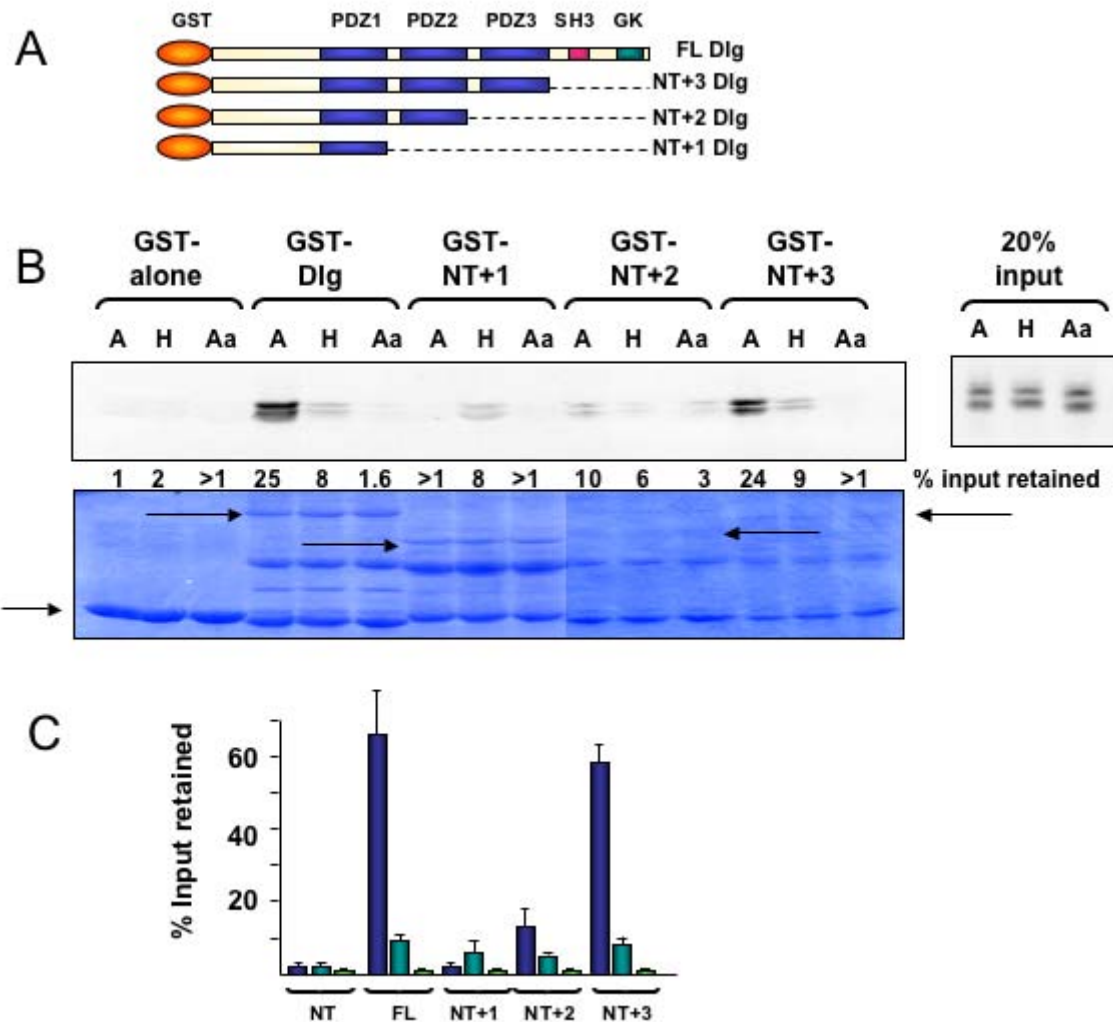 A
GST PDZ1 PDZ2 PDZ3 SH3 GK
FL Dlg
NT+3 Dlg
NT+2 Dlg
NT+1 Dlg
B
GST-alone GST-Dlg GST-NT+1 GST-NT+2 GST-NT+3 20% input
A H Aa A H Aa A H Aa A H Aa A H Aa A H Aa
1 2 >1 25 8 1.6 >1 8 >1 10 6 3 24 9 >1 % input retained
C
% Input retained
60
40
20
NT FL NT+1 NT+2 NT+3